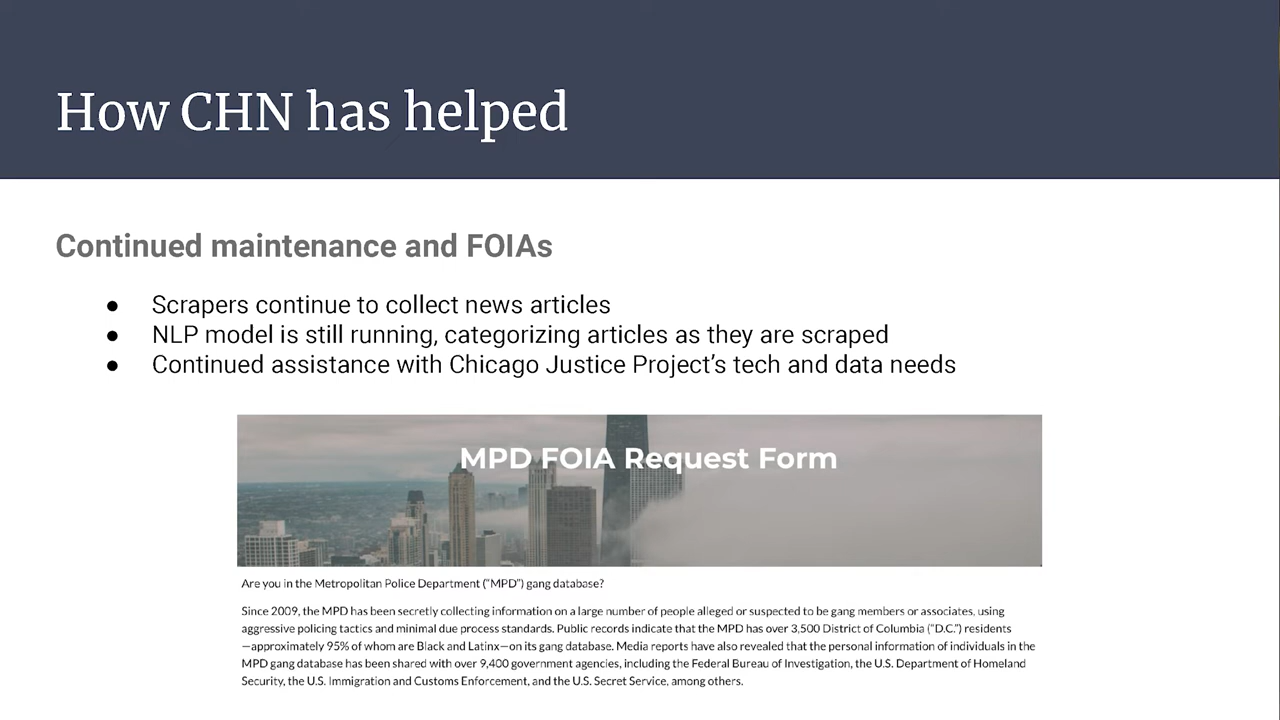 How CHN has helped
Continued maintenance and FOIAs
● Scrapers continue to collect news articles
● NLP model is still running, categorizing articles as they are scraped
● Continued assistance with Chicago Justice Project's tech and data needs
MPD FOIA Request Form
Are you in the Metropolitan Police Department ("MPD") gang database?
Since 2009, the MPD has been secretly collecting information on a large number of people alleged or suspected to be gang members or associates, using
aggressive policing tactics and minimal due process standards. Public records indicate that the MPD has over 3,500 District of Columbia ("D.C.") residents
—approximately 95% of whom are Black and Latinx—on its gang database. Media reports have also revealed that the personal information of individuals in the
MPD gang database has been shared with over 9,400 government agencies, including the Federal Bureau of Investigation, the U.S. Department of Homeland
Security, the U.S. Immigration and Customs Enforcement, and the U.S. Secret Service, among others.